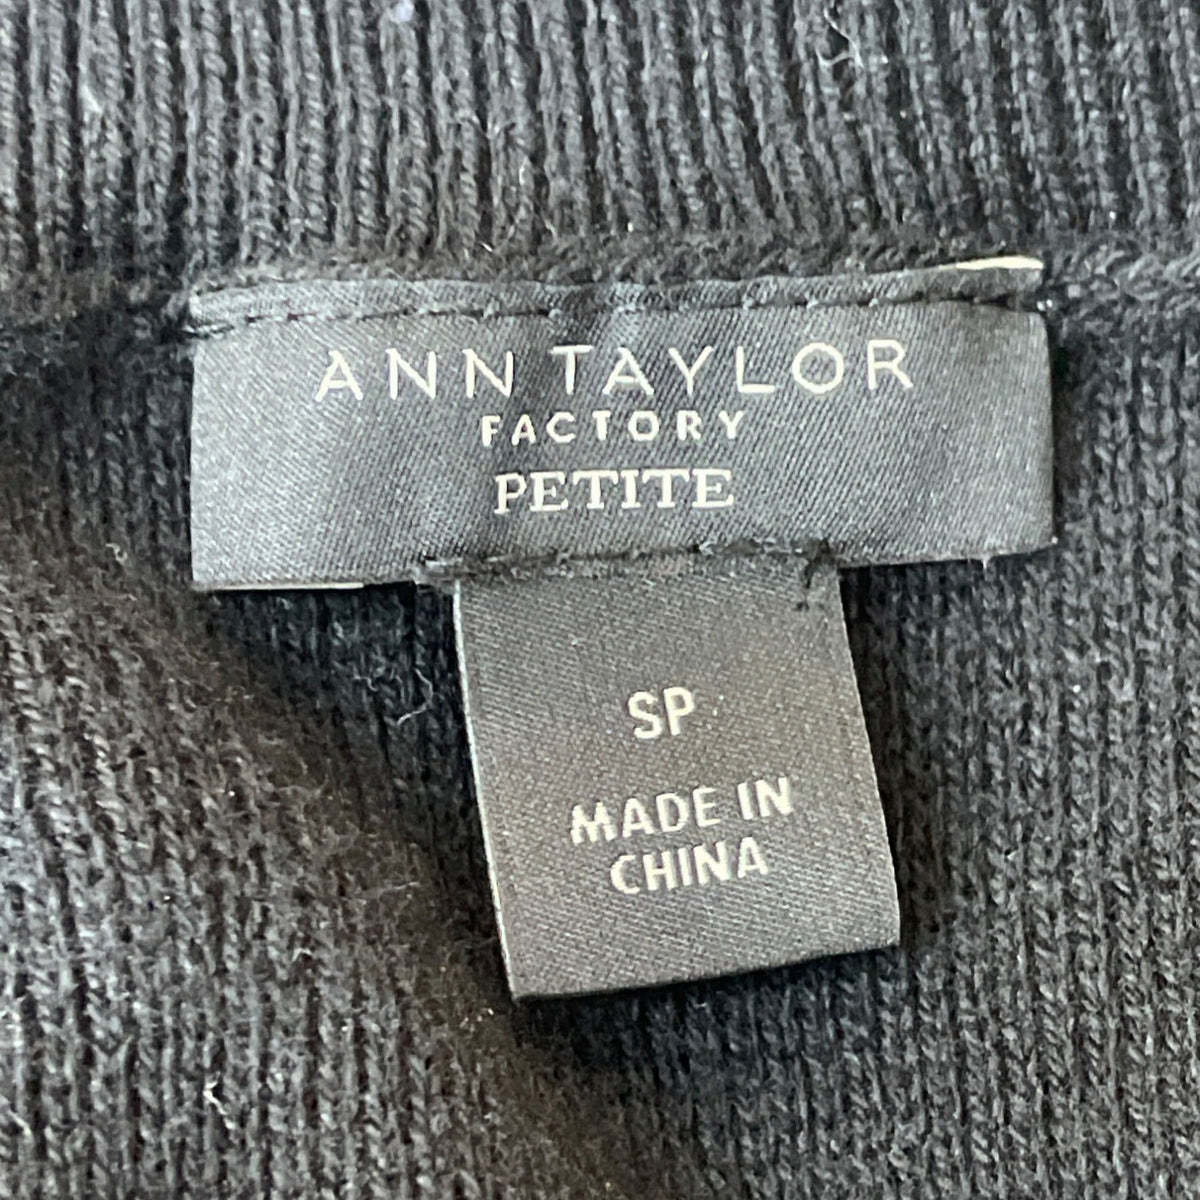 ANN TAYLOR
FACTORY
PETITE
SP
MADE IN
CHINA